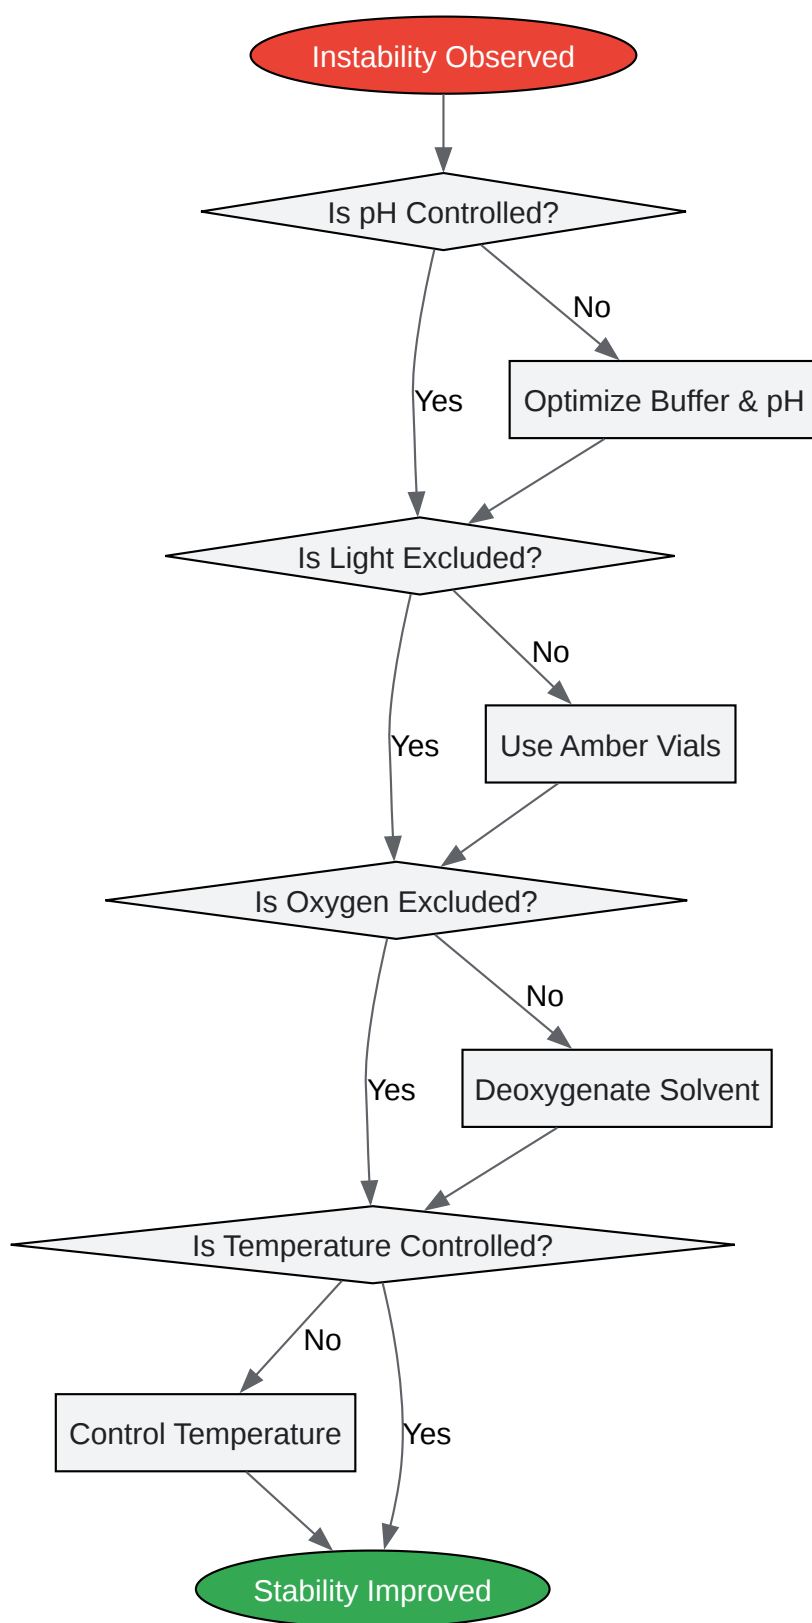 Instability Observed
Is pH Controlled?
No
Yes
Optimize Buffer & pH
Is Light Excluded?
No
Yes
Use Amber Vials
Is Oxygen Excluded?
No
Yes
Deoxygenate Solvent
Is Temperature Controlled?
No
Control Temperature
Yes
Stability Improved